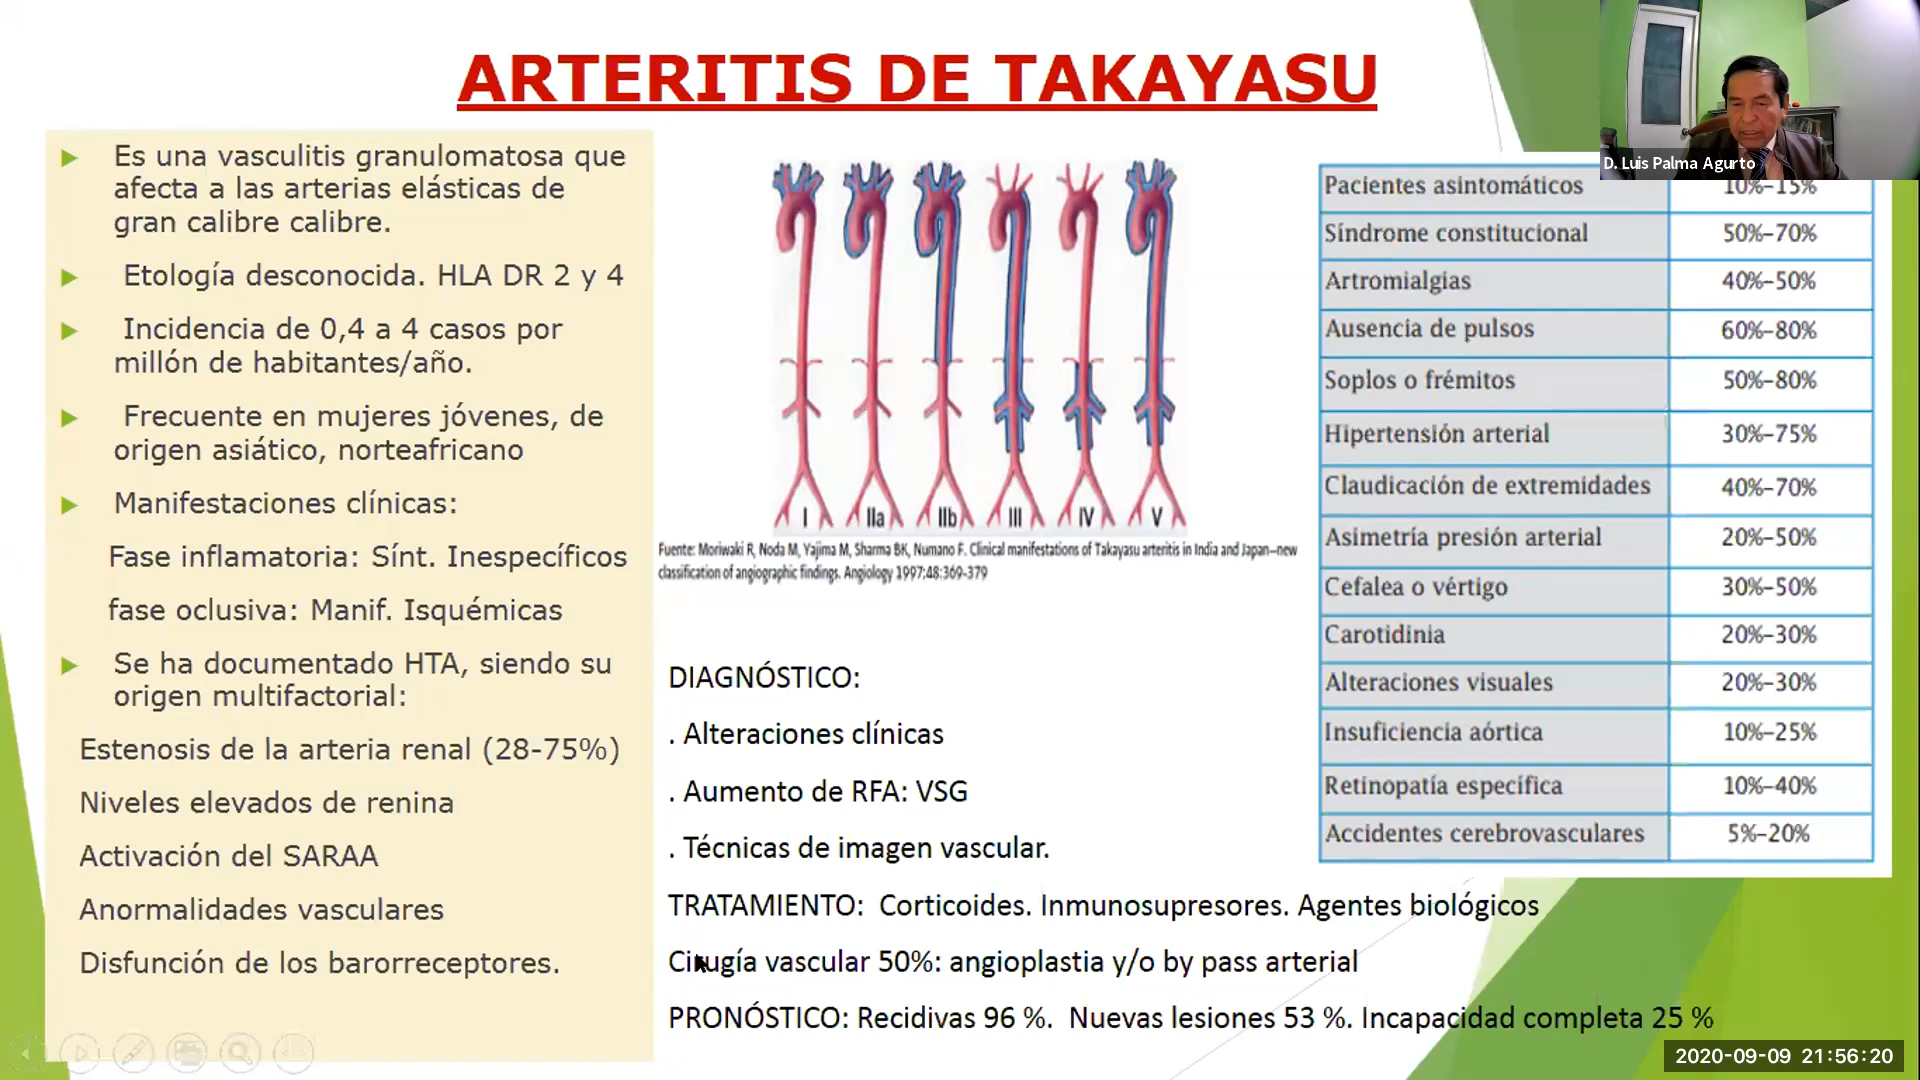 ARTERITIS DE TAKAYASU
D. Luis Palma Agurto
Es una vasculitis granulomatosa que
afecta a las arterias elásticas de
gran calibre calibre.
Etología desconocida. HLA DR 2 y 4
Incidencia de 0,4 a 4 casos por
millón de habitantes/año.
Frecuente en mujeres jóvenes, de
origen asiático, norteafricano
Manifestaciones clínicas:
Fase inflamatoria: Sínt. Inespecíficos
fase oclusiva: Manif. Isquémicas
Se ha documentado HTA, siendo su
origen multifactorial:
Estenosis de la arteria renal (28-75%)
Niveles elevados de renina
Activación del SARAA
Anormalidades vasculares
Disfunción de los barorreceptores.
I IIa IIb III IV V
Fuente: Moriwaki R, Noda M, Yajima M, Sharma BK, Numano F. Clinical manifestations of Takayasu arteritis in India and Japan—new
classification of angiographic findings. Angiology 1997;48:369-379
DIAGNÓSTICO:
. Alteraciones clínicas
. Aumento de RFA: VSG
. Técnicas de imagen vascular.
TRATAMIENTO: Corticoides. Inmunosupresores. Agentes biológicos
Cirugía vascular 50%: angioplastia y/o by pass arterial
PRONÓSTICO: Recidivas 96 %. Nuevas lesiones 53 %. Incapacidad completa 25 %
Pacientes asintomáticos 10%–15%
Síndrome constitucional 50%–70%
Artromialgias 40%–50%
Ausencia de pulsos 60%–80%
Soplos o frémitos 50%–80%
Hipertensión arterial 30%–75%
Claudicación de extremidades 40%–70%
Asimetría presión arterial 20%–50%
Cefalea o vértigo 30%–50%
Carotidinia 20%–30%
Alteraciones visuales 20%–30%
Insuficiencia aórtica 10%–25%
Retinopatía específica 10%–40%
Accidentes cerebrovasculares 5%–20%
2020-09-09 21:56:20